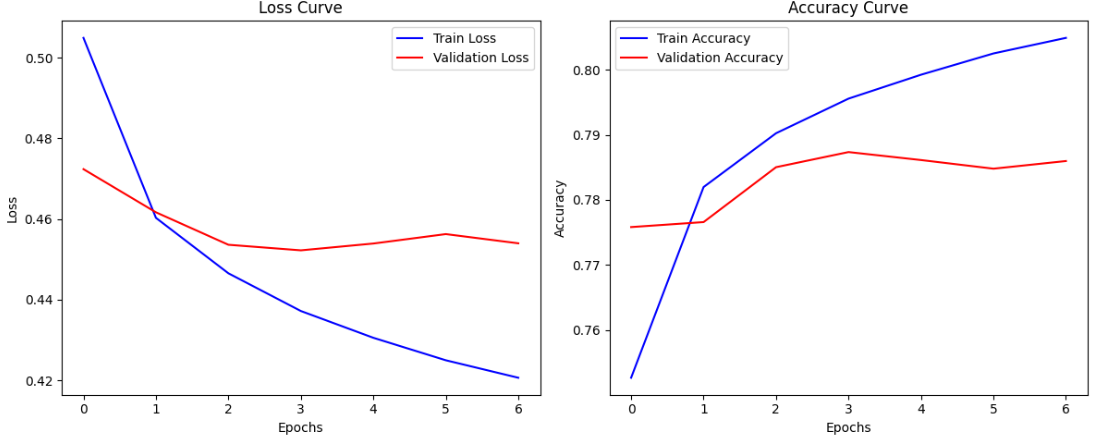 Loss Curve
Train Loss
Validation Loss
0.50
0.48
0.46
0.44
0.42
Loss
0 1 2 3 4 5 6
Epochs
Accuracy Curve
Train Accuracy
Validation Accuracy
0.80
0.79
0.78
0.77
0.76
Accuracy
0 1 2 3 4 5 6
Epochs